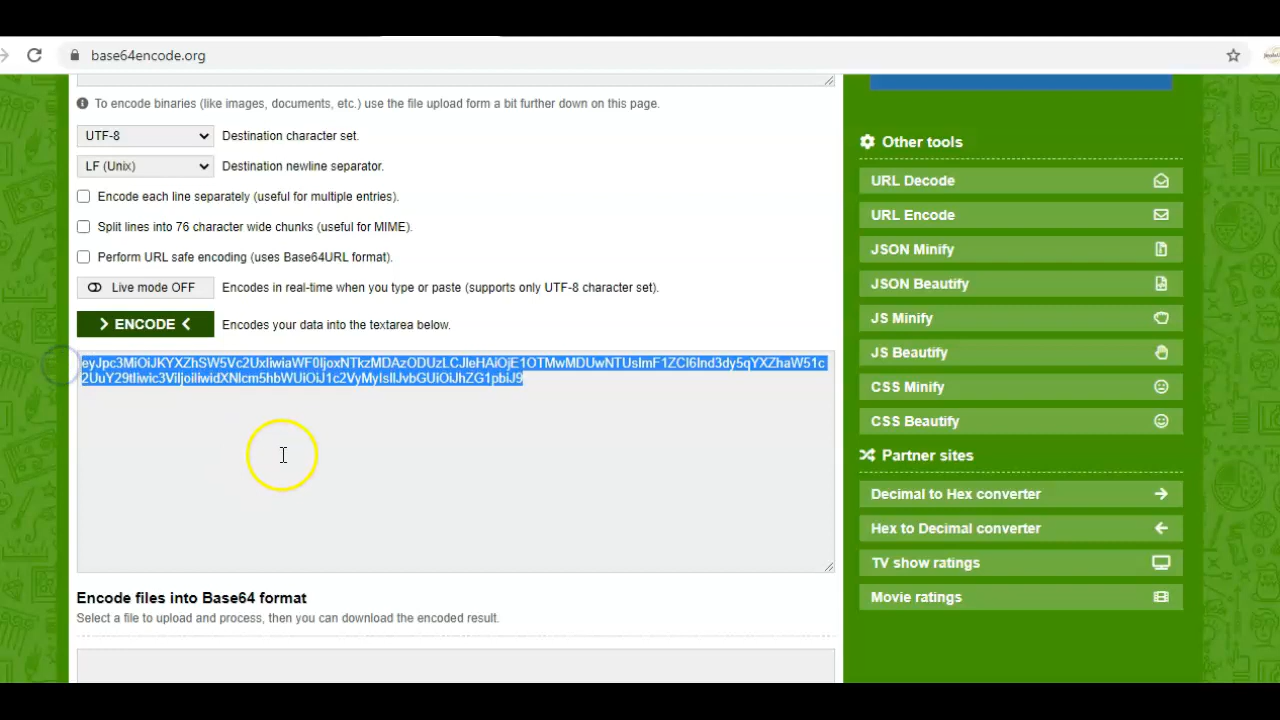 base64encode.org
To encode binaries (like images, documents, etc.) use the file upload form a bit further down on this page.
UTF-8 Destination character set.
LF (Unix) Destination newline separator.
Encode each line separately (useful for multiple entries).
Split lines into 76 character wide chunks (useful for MIME).
Perform URL safe encoding (uses Base64URL format).
Live mode OFF Encodes in real-time when you type or paste (supports only UTF-8 character set).
> ENCODE < Encodes your data into the textarea below.
Encode files into Base64 format
Select a file to upload and process, then you can download the encoded result.
Other tools
URL Decode
URL Encode
JSON Minify
JSON Beautify
JS Minify
JS Beautify
CSS Minify
CSS Beautify
Partner sites
Decimal to Hex converter
Hex to Decimal converter
TV show ratings
Movie ratings